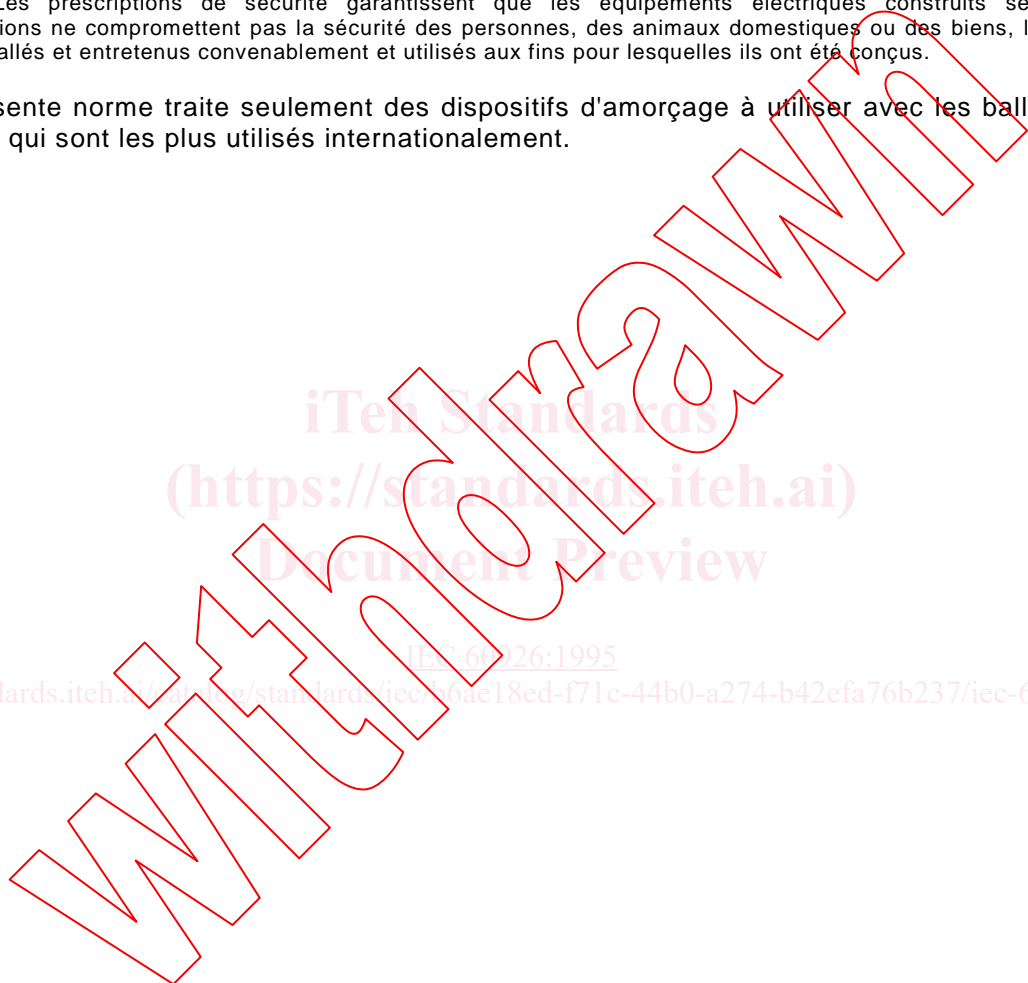 Les prescriptions de sécurité garantissent que les équipements électriques construits se
ions ne compromettent pas la sécurité des personnes, des animaux domestiques ou des biens, l
allés et entretenus convenablement et utilisés aux fins pour lesquelles ils ont été conçus.
sente norme traite seulement des dispositifs d'amorçage à utiliser avec les ball
qui sont les plus utilisés internationalement.
withdrawn
iTeh Standards
(https://standards.iteh.ai)
Document Preview
IEC 60926:1995
dards.iteh.ai/catalog/standards/iec/b6ae18ed-f71c-44b0-a274-b42efa76b237/iec-6